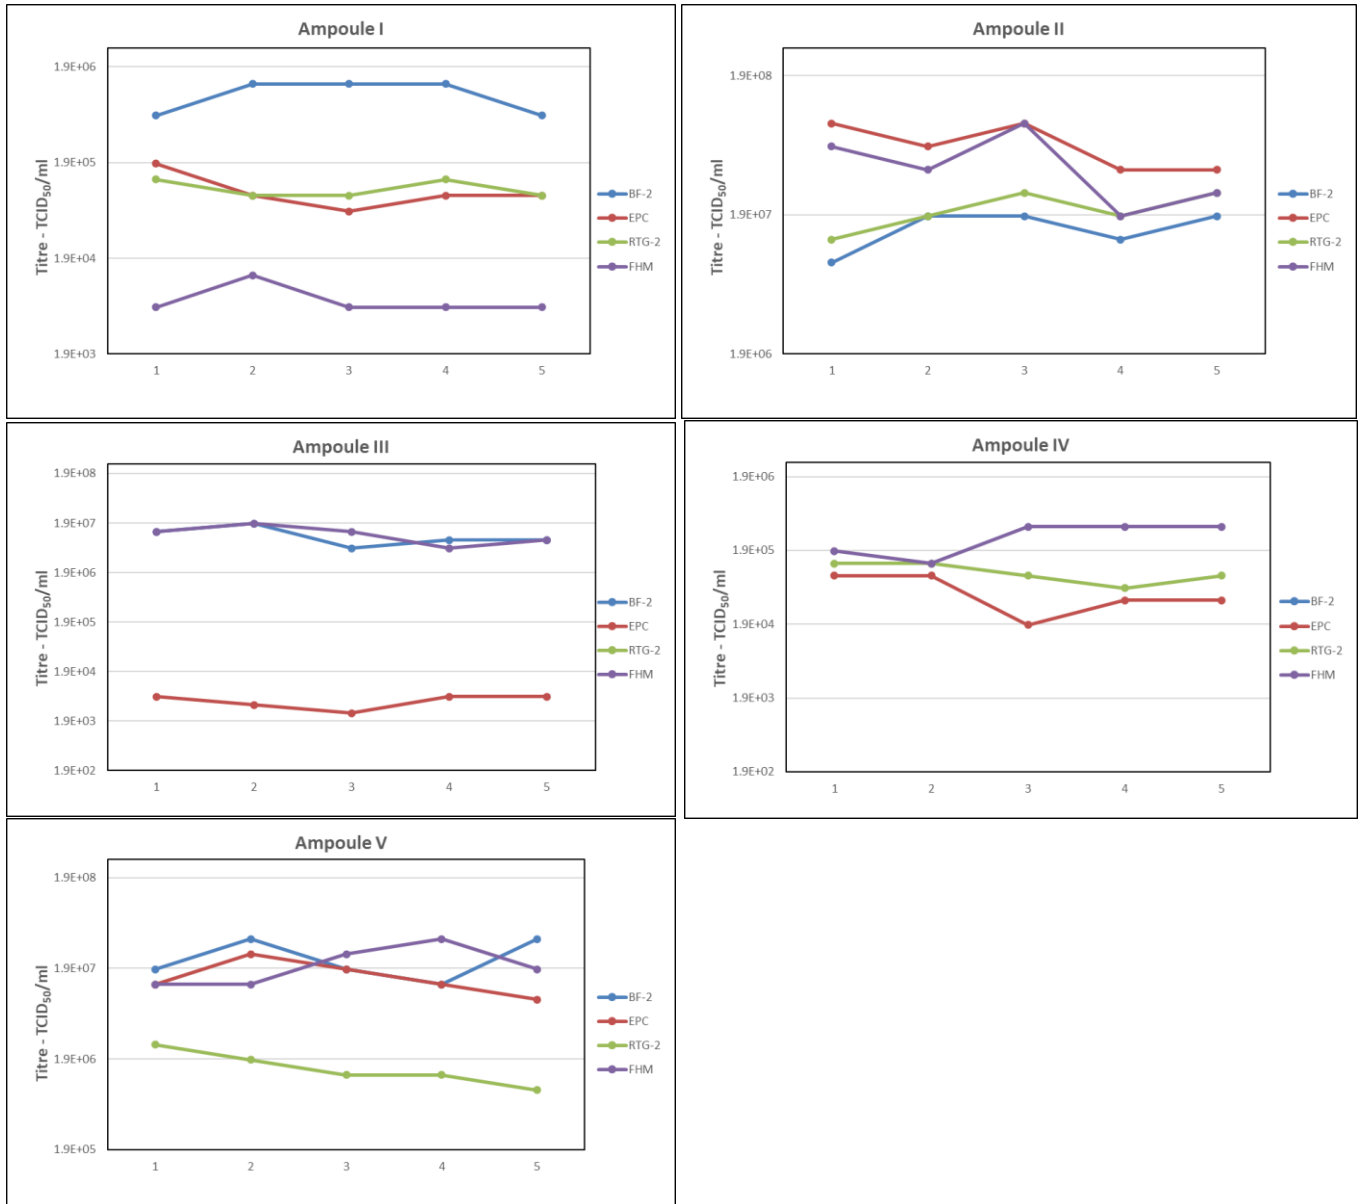 Ampoule I
Titre - TCID50/ml
1.9E+06
1.9E+05
1.9E+04
1.9E+03
1 2 3 4 5
BF-2
EPC
RTG-2
FHM
Ampoule II
Titre - TCID50/ml
1.9E+08
1.9E+07
1.9E+06
1 2 3 4 5
BF-2
EPC
RTG-2
FHM
Ampoule III
Titre - TCID50/ml
1.9E+08
1.9E+07
1.9E+06
1.9E+05
1.9E+04
1.9E+03
1.9E+02
1 2 3 4 5
BF-2
EPC
RTG-2
FHM
Ampoule IV
Titre - TCID50/ml
1.9E+06
1.9E+05
1.9E+04
1.9E+03
1.9E+02
1 2 3 4 5
BF-2
EPC
RTG-2
FHM
Ampoule V
Titre - TCID50/ml
1.9E+08
1.9E+07
1.9E+06
1.9E+05
1 2 3 4 5
BF-2
EPC
RTG-2
FHM